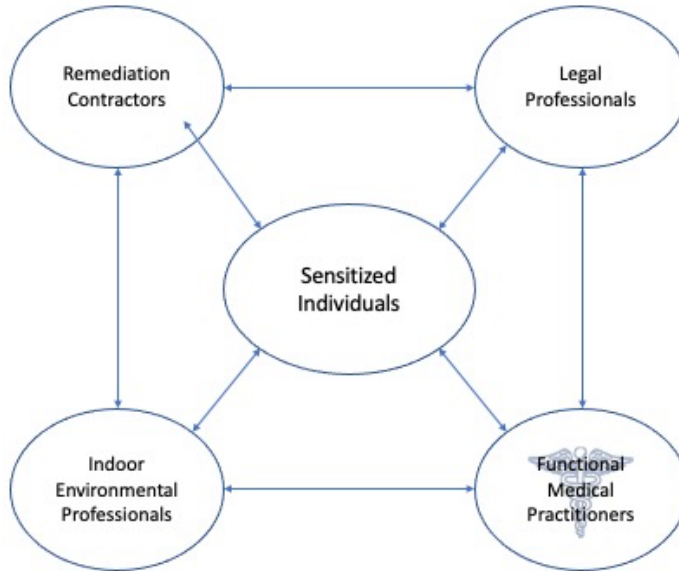 Remediation
Contractors
Legal
Professionals
Sensitized
Individuals
Indoor
Environmental
Professionals
Functional
Medical
Practitioners